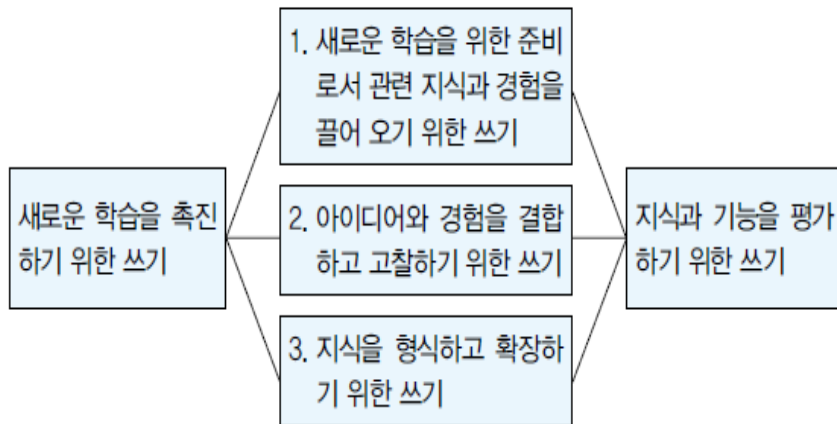 새로운 학습을 촉진
하기 위한 쓰기
1. 새로운 학습을 위한 준비
로서 관련 지식과 경험을
끌어 오기 위한 쓰기
2. 아이디어와 경험을 결합
하고 고찰하기 위한 쓰기
3. 지식을 형식하고 확장하
기 위한 쓰기
지식과 기능을 평가
하기 위한 쓰기